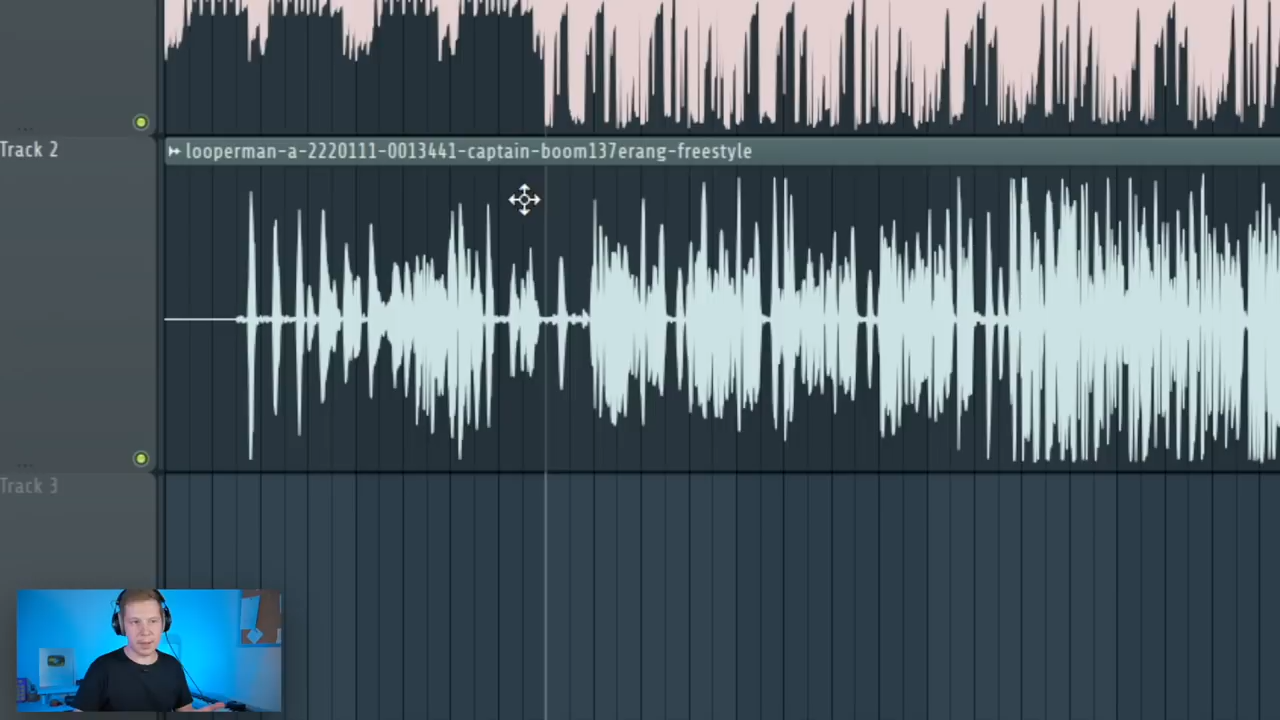 Track 2
looperman-a-2220111-0013441-captain-boom137erang-freestyle
Track 3